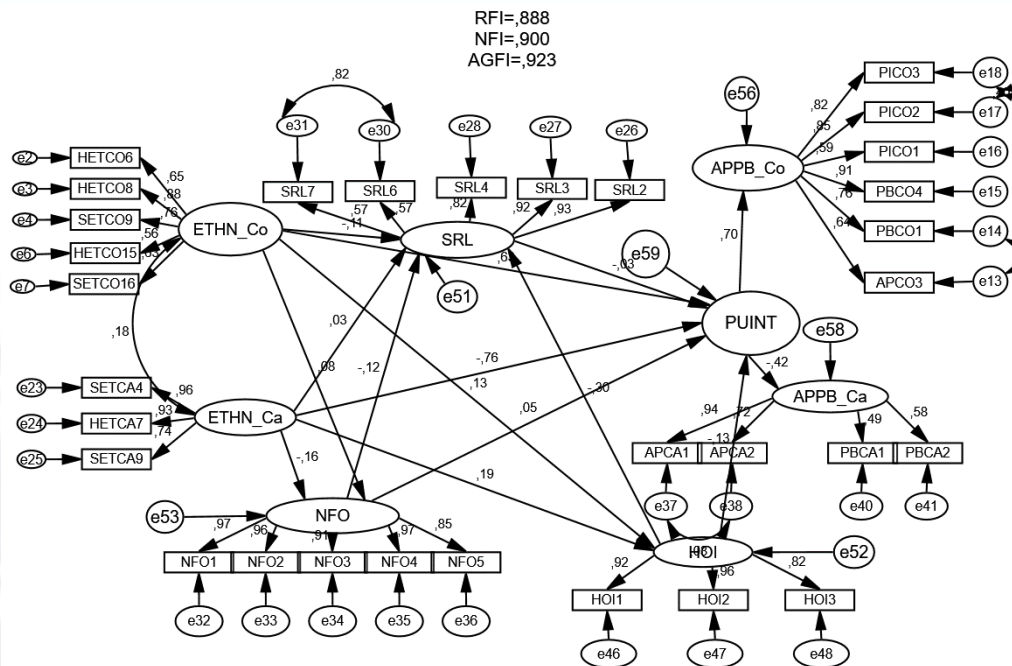 RFI=,888
NFI=,900
AGFI=,923
,82
e31
e30
e28
e27
e26
SRL7
SRL6
SRL4
SRL3
SRL2
,57
,57
,82
,92
,93
-,11
SRL
e51
e2
HETCO6
e3
HETCO8
e4
SETCO9
e6
HETCO15
e7
SETCO16
,65
,88
,76
,56
ETHN_Co
,18
e23
SETCA4
e24
HETCA7
e25
SETCA9
,96
,93
,74
ETHN_Ca
,03
,08
-,12
-,76
,13
,05
-,30
-,16
,19
-,03
e59
PUINT
,70
e56
APPB_Co
,82
,85
,59
,91
,76
,64
PICO3
e18
PICO2
e17
PICO1
e16
PBCO4
e15
PBCO1
e14
APCO3
e13
e58
-,42
APPB_Ca
,94
,72
-,13
,49
,58
APCA1
APCA2
PBCA1
PBCA2
e37
e38
e40
e41
e53
NFO
,97
,96
,91
,97
,85
NFO1
NFO2
NFO3
NFO4
NFO5
e32
e33
e34
e35
e36
HOI
e52
,92
,96
,82
HOI1
HOI2
HOI3
e46
e47
e48